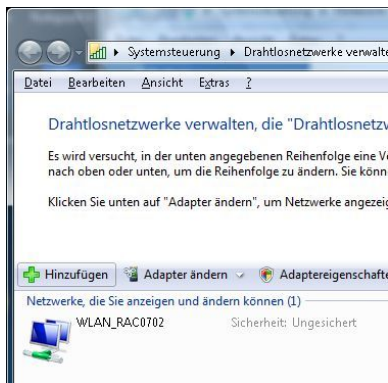 Systemsteuerung Drahtlosnetzwerke verwalte
Datei Bearbeiten Ansicht Extras ?
Drahtlosnetzwerke verwalten, die "Drahtlosnetzw
Es wird versucht, in der unten angegebenen Reihenfolge eine V
nach oben oder unten, um die Reihenfolge zu ändern. Sie könn
Klicken Sie unten auf "Adapter ändern", um Netzwerke angezeig
Hinzufügen Adapter ändern Adaptereigenschafte
Netzwerke, die Sie anzeigen und ändern können (1)
WLAN_RAC0702 Sicherheit: Ungesichert